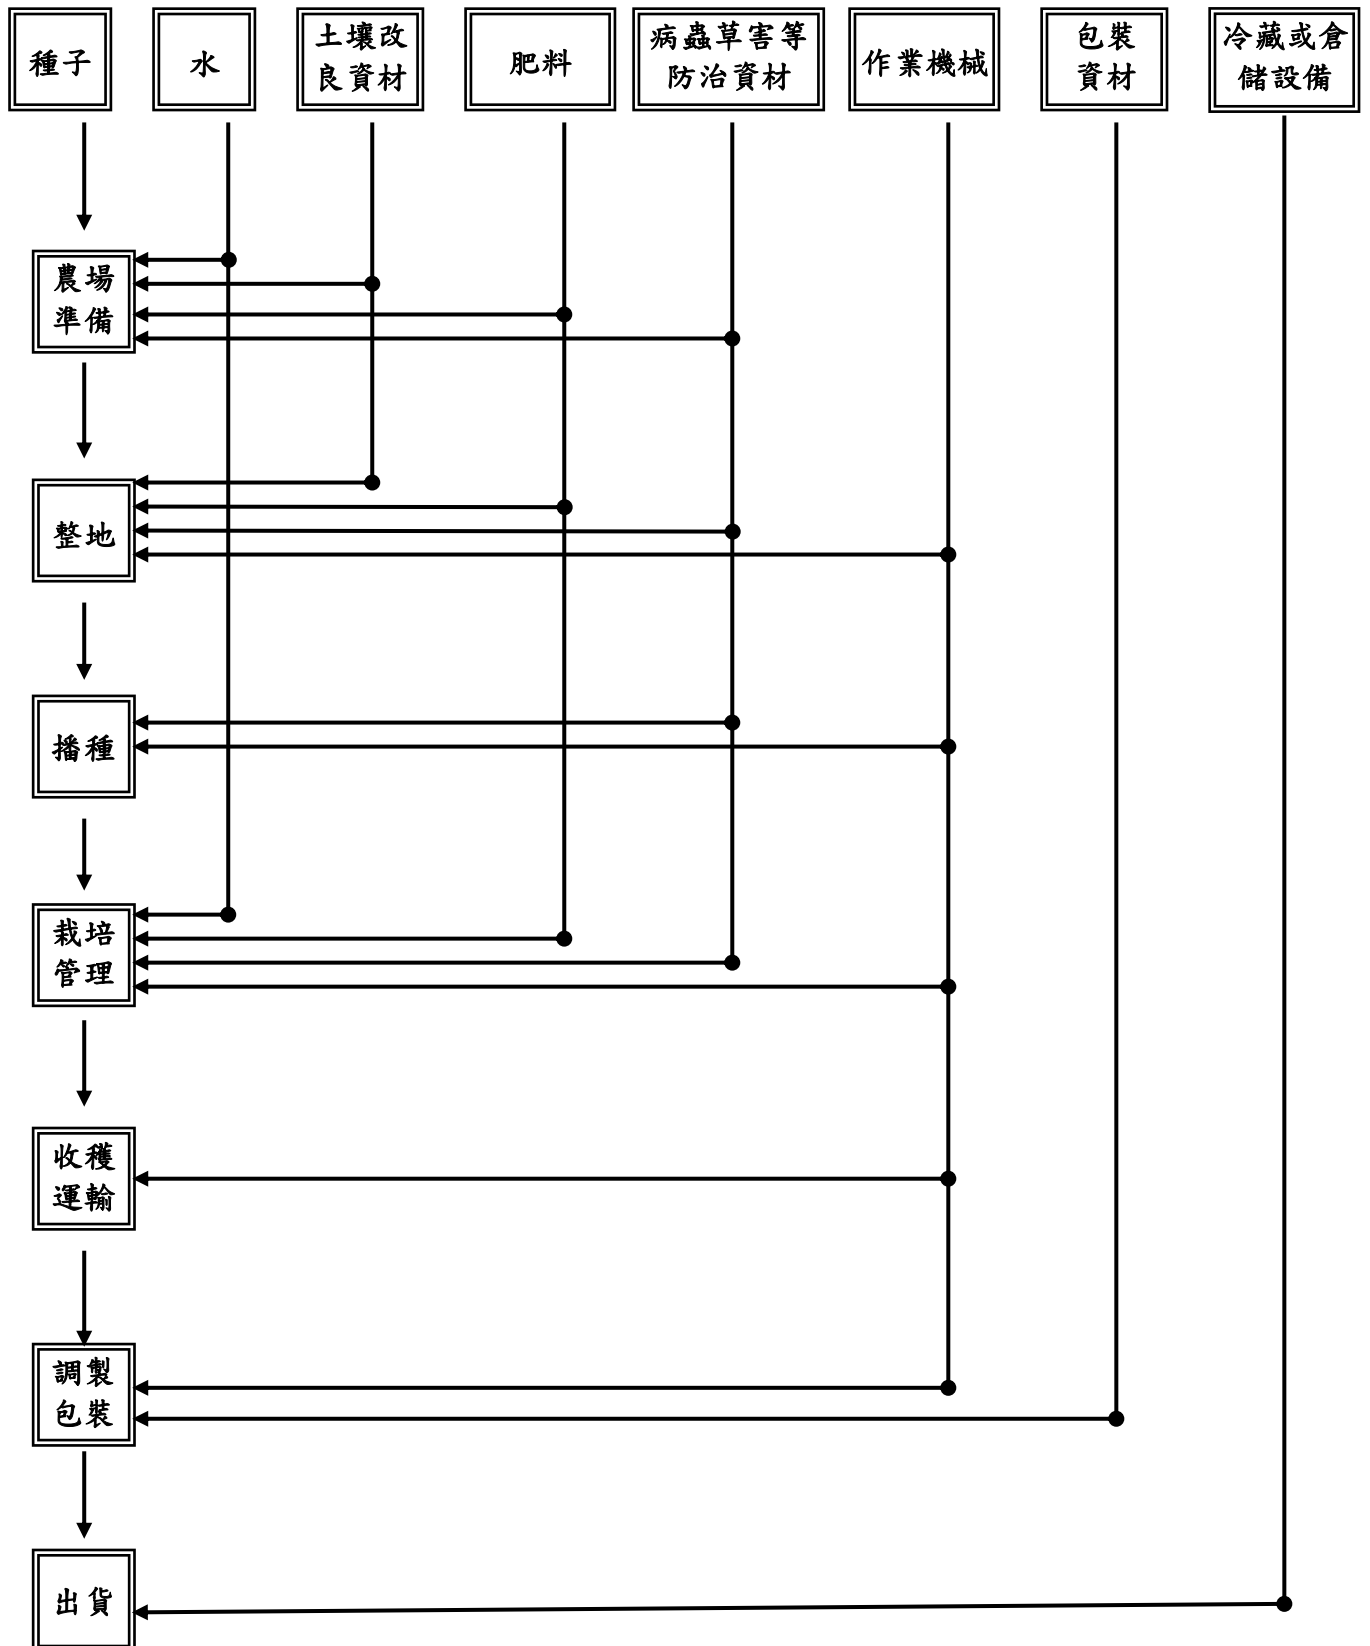 種子
水
土壤改
良資材
肥料
病蟲草害等
防治資材
作業機械
包裝
資材
冷藏或倉
儲設備
農場
準備
整地
播種
栽培
管理
收穫
運輸
調製
包裝
出貨